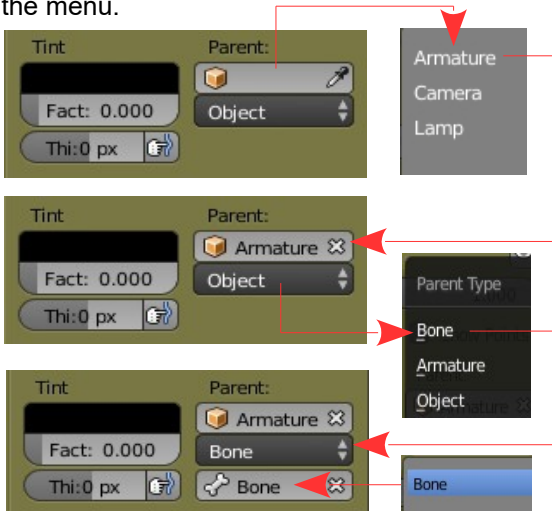 the menu.
Tint Parent:
Fact: 0.000 Object
Thi:0 px
Armature
Camera
Lamp
Tint Parent:
Armature
Fact: 0.000 Object
Thi:0 px
Parent Type
Bone
Armature
Object
Tint Parent:
Armature
Fact: 0.000 Bone
Thi:0 px Bone
Bone